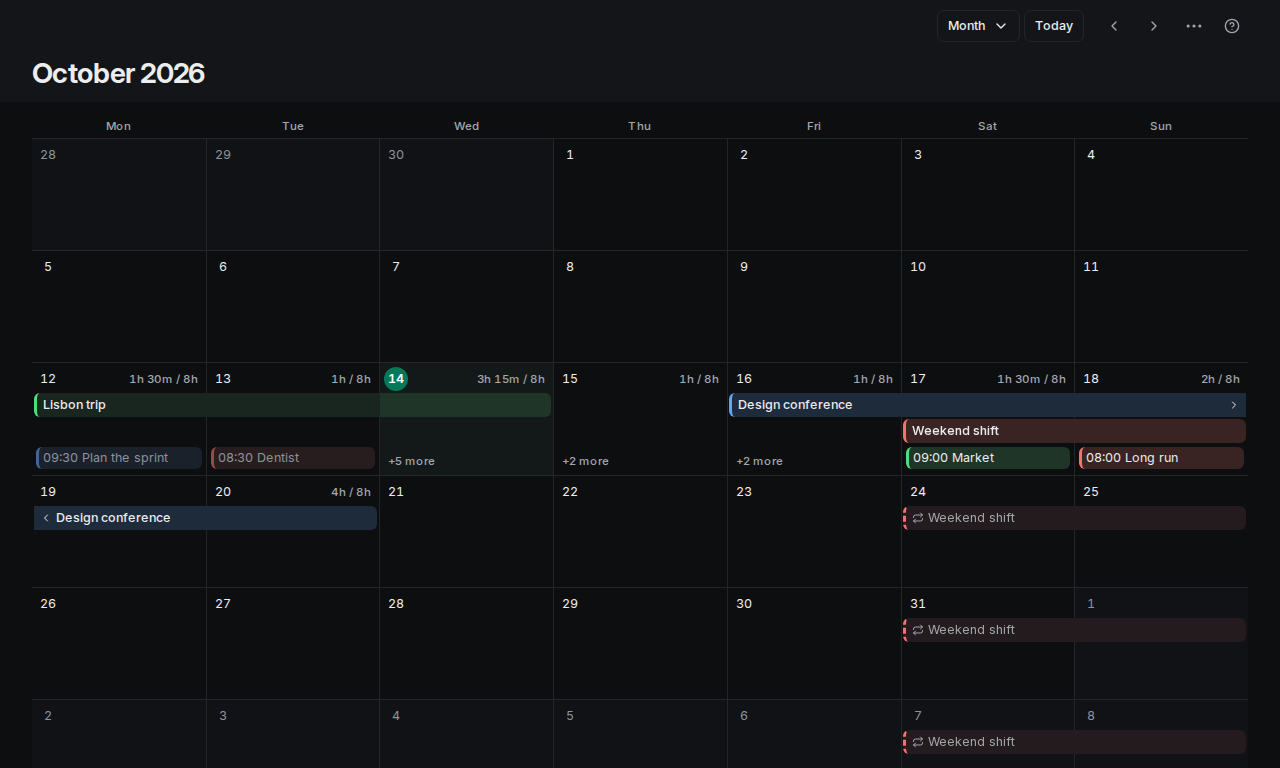 Month Today
October 2026
Mon Tue Wed Thu Fri Sat Sun
28 29 30 1 2 3 4
5 6 7 8 9 10 11
12 1h 30m / 8h 13 1h / 8h 14 3h 15m / 8h 15 1h / 8h 16 1h / 8h 17 1h 30m / 8h 18 2h / 8h
Lisbon trip Design conference
Weekend shift
09:30 Plan the sprint 08:30 Dentist +5 more +2 more +2 more 09:00 Market 08:00 Long run
19 20 4h / 8h 21 22 23 24 25
Design conference Weekend shift
26 27 28 29 30 31 1
Weekend shift
2 3 4 5 6 7 8
Weekend shift